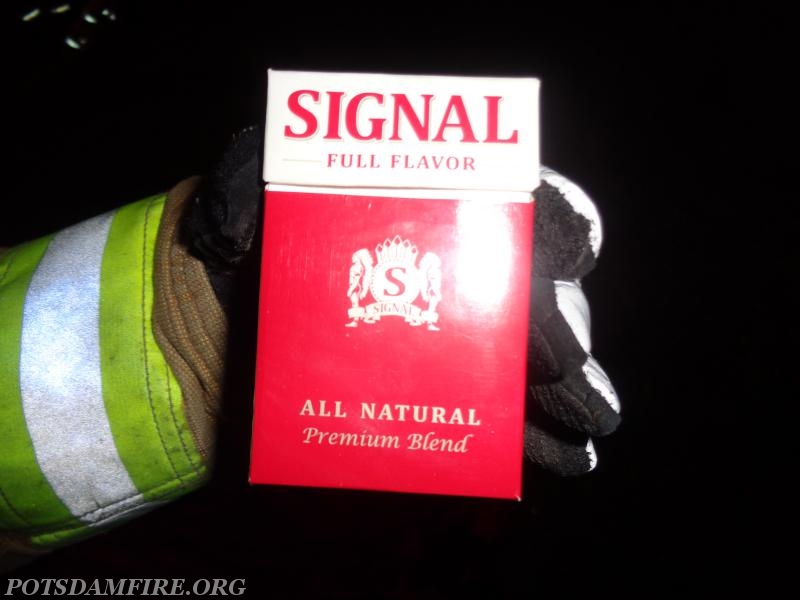 SIGNAL
FULL FLAVOR
S
SIGNAL
ALL NATURAL
Premium Blend
POTSDAMFIRE.ORG